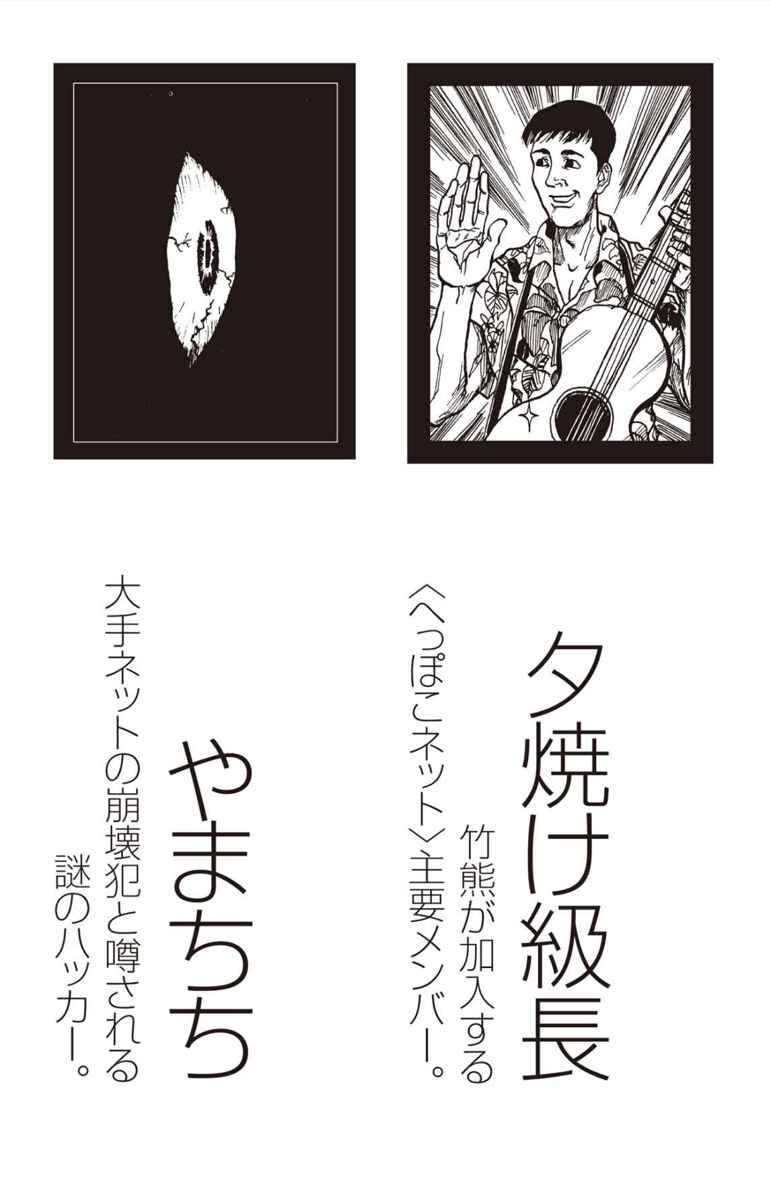 夕焼け級長
竹熊が加入する
〈へっぽこネット〉主要メンバー。
やまちち
大手ネットの崩壊犯と噂される
謎のハッカー。